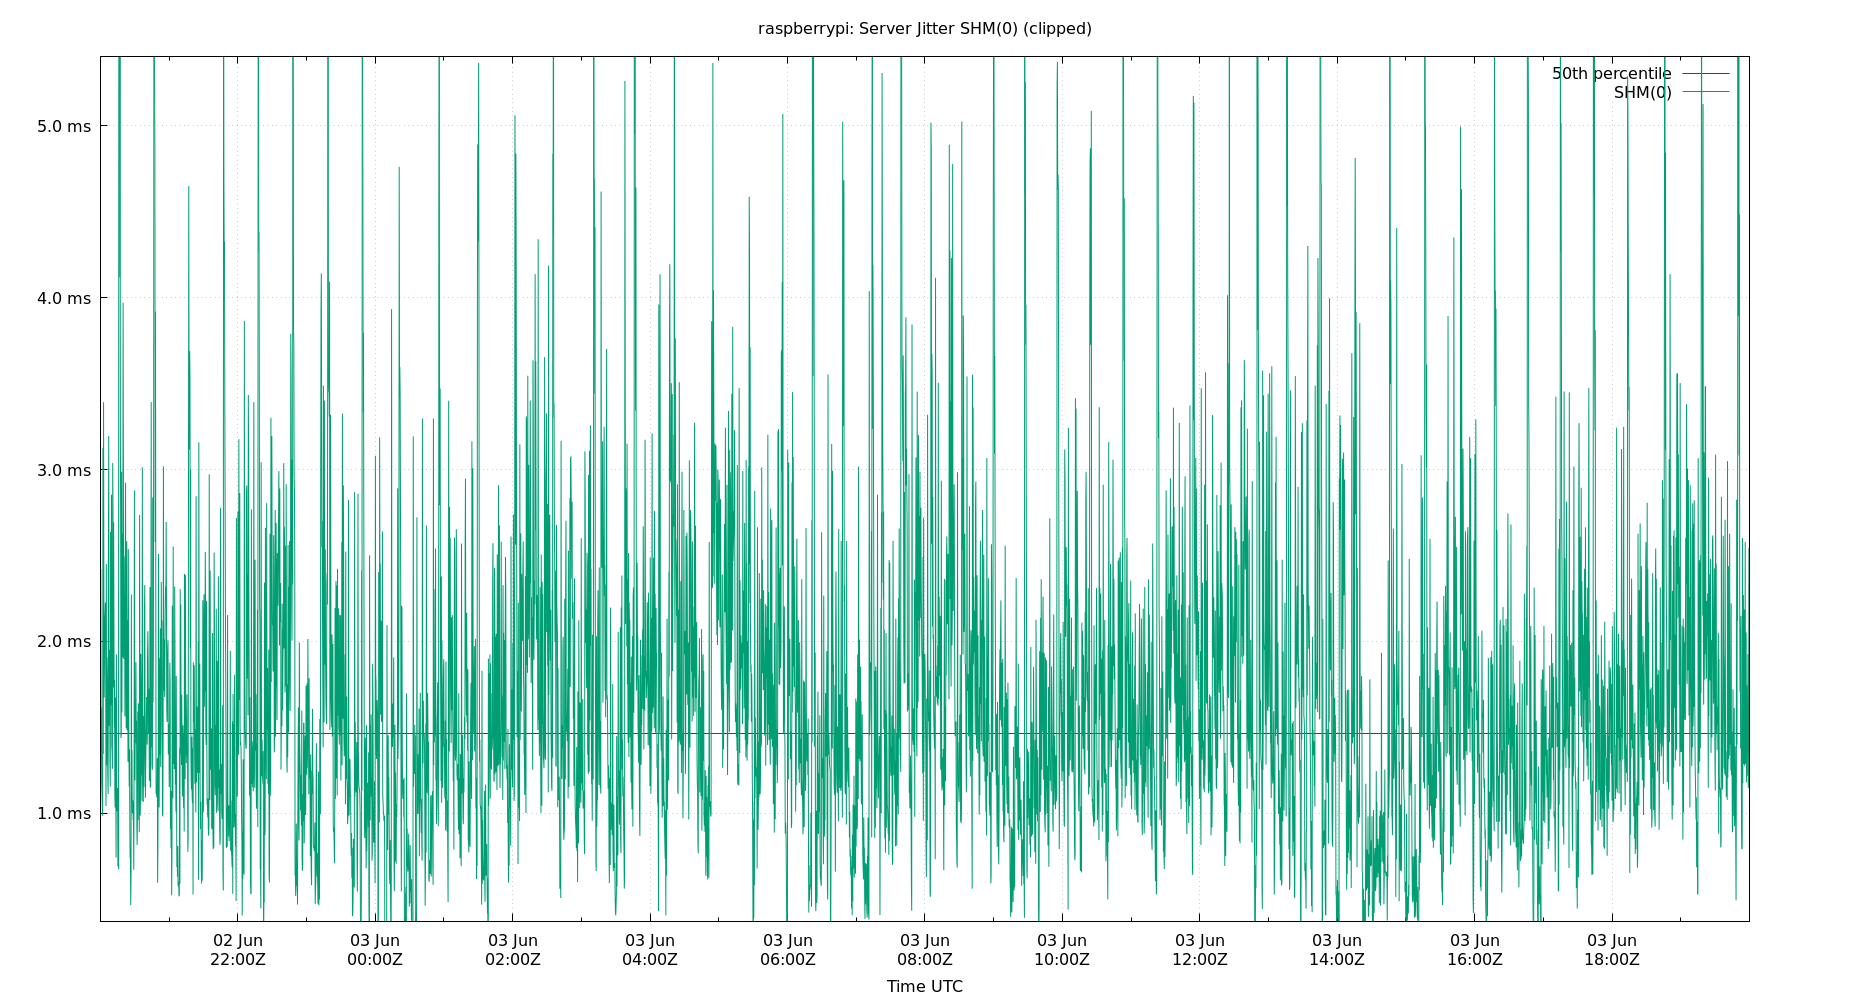 raspberrypi: Server Jitter SHM(0) (clipped)
50th percentile
SHM(0)
5.0 ms
4.0 ms
3.0 ms
2.0 ms
1.0 ms
02 Jun
22:00Z
03 Jun
00:00Z
03 Jun
02:00Z
03 Jun
04:00Z
03 Jun
06:00Z
03 Jun
08:00Z
03 Jun
10:00Z
03 Jun
12:00Z
03 Jun
14:00Z
03 Jun
16:00Z
03 Jun
18:00Z
Time UTC